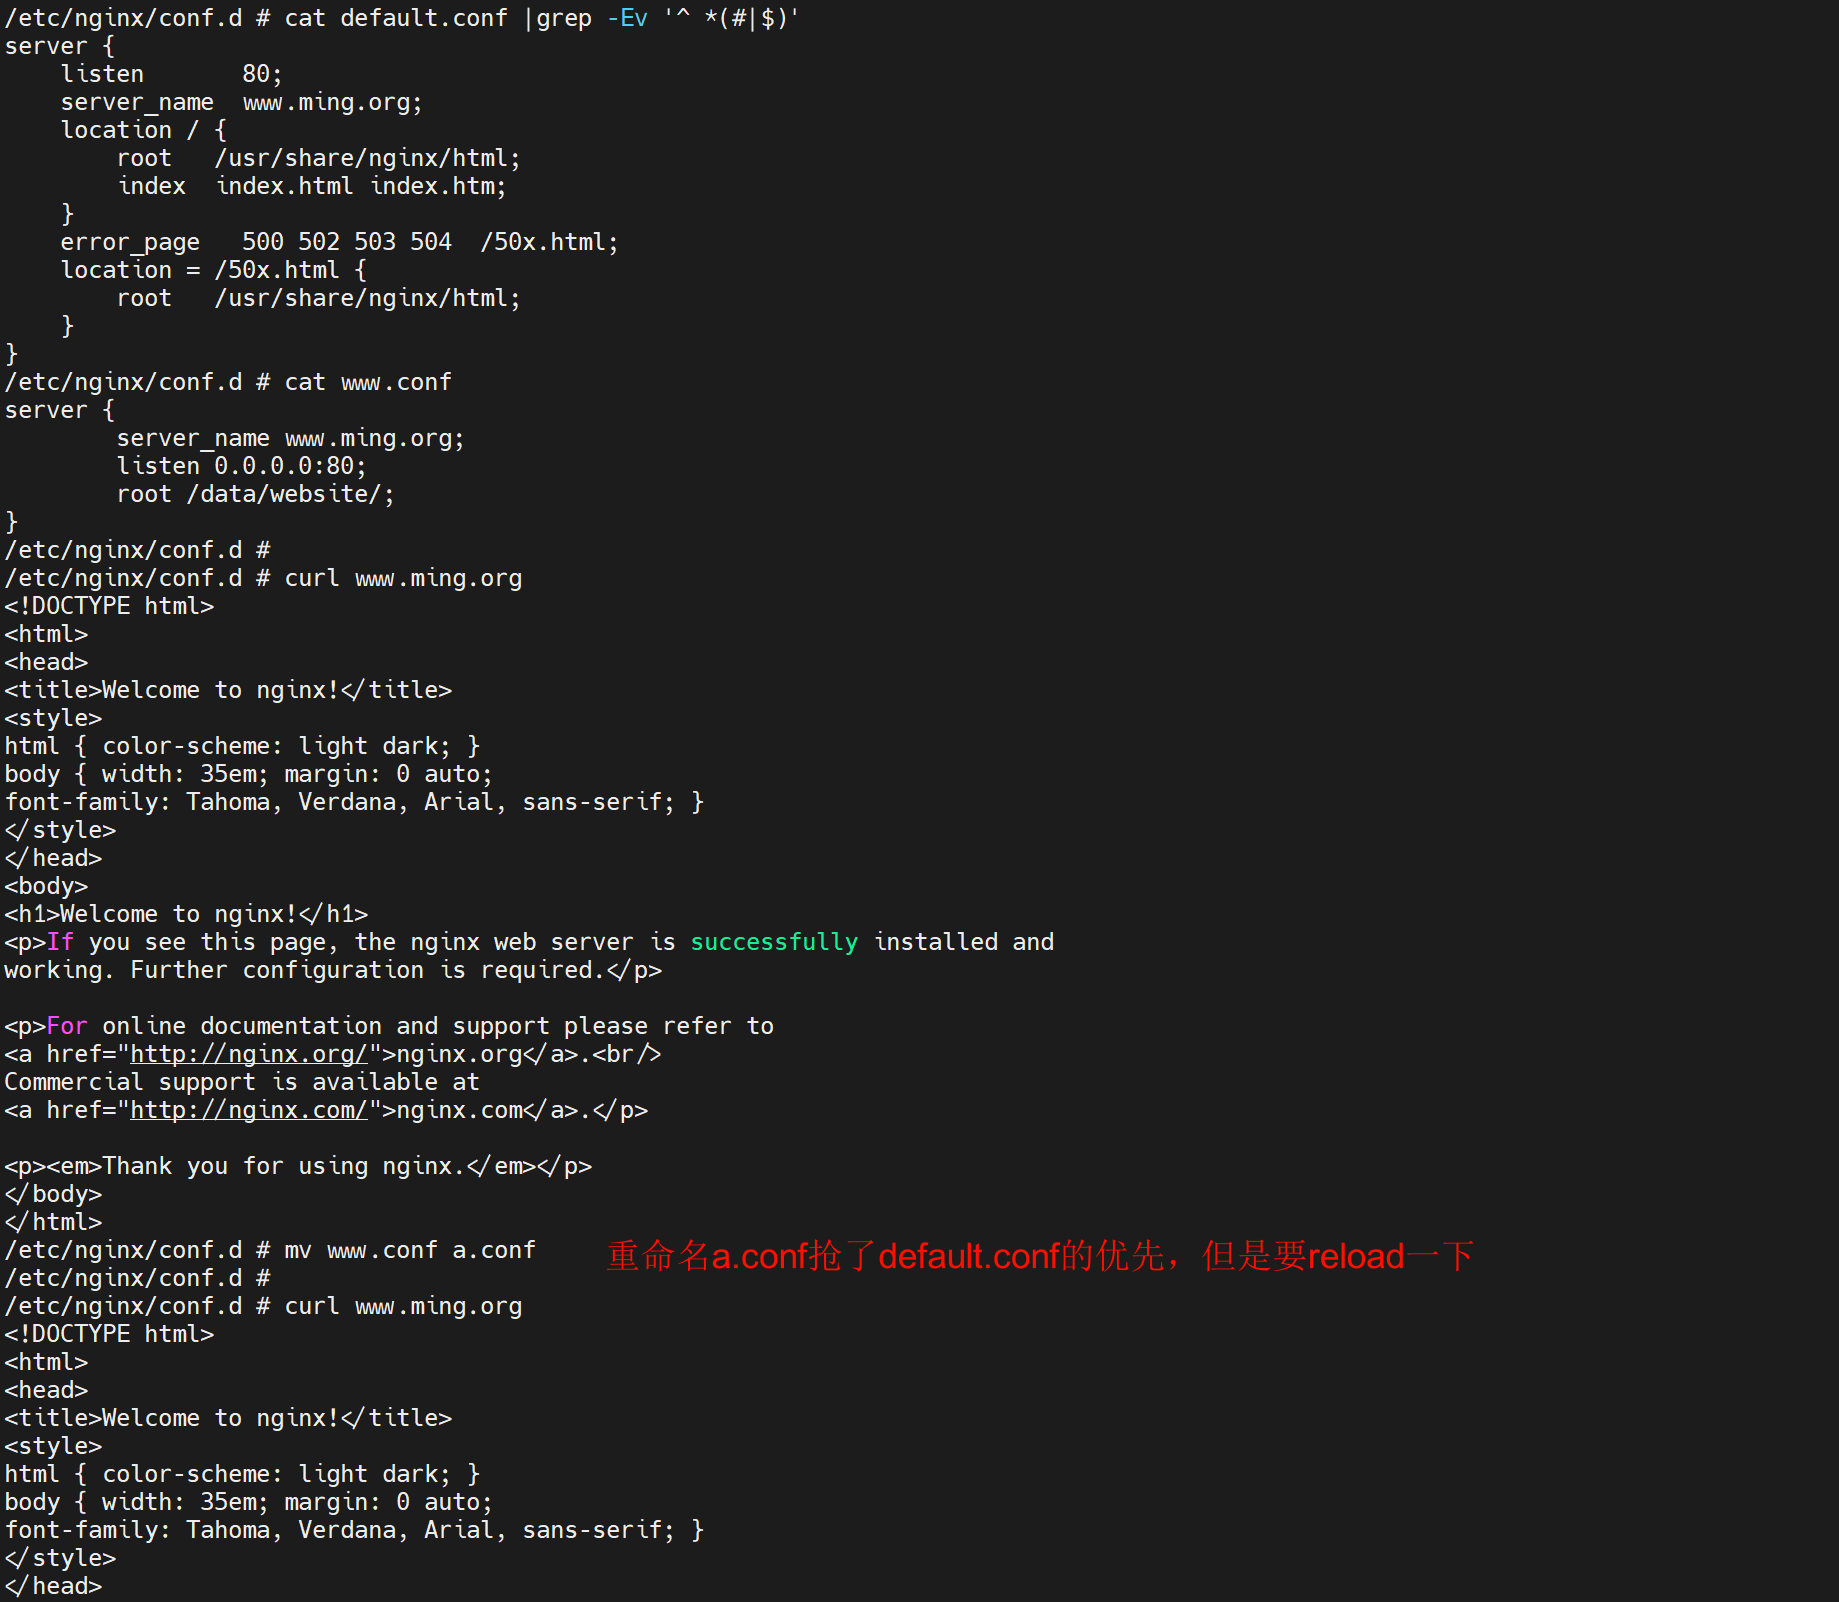 /etc/nginx/conf.d # cat default.conf |grep -Ev '^ *(#|$)'
server {
    listen       80;
    server_name  www.ming.org;
    location / {
        root   /usr/share/nginx/html;
        index  index.html index.htm;
    }
    error_page   500 502 503 504  /50x.html;
    location = /50x.html {
        root   /usr/share/nginx/html;
    }
}
/etc/nginx/conf.d # cat www.conf
server {
        server_name www.ming.org;
        listen 0.0.0.0:80;
        root /data/website/;
}
/etc/nginx/conf.d #
/etc/nginx/conf.d # curl www.ming.org
<!DOCTYPE html>
<html>
<head>
<title>Welcome to nginx!</title>
<style>
html { color-scheme: light dark; }
body { width: 35em; margin: 0 auto;
font-family: Tahoma, Verdana, Arial, sans-serif; }
</style>
</head>
<body>
<h1>Welcome to nginx!</h1>
<p>If you see this page, the nginx web server is successfully installed and
working. Further configuration is required.</p>

<p>For online documentation and support please refer to
<a href="http://nginx.org/">nginx.org</a>.<br/>
Commercial support is available at
<a href="http://nginx.com/">nginx.com</a>.</p>

<p><em>Thank you for using nginx.</em></p>
</body>
</html>
/etc/nginx/conf.d # mv www.conf a.conf 重命名a.conf抢了default.conf的优先，但是要reload一下
/etc/nginx/conf.d #
/etc/nginx/conf.d # curl www.ming.org
<!DOCTYPE html>
<html>
<head>
<title>Welcome to nginx!</title>
<style>
html { color-scheme: light dark; }
body { width: 35em; margin: 0 auto;
font-family: Tahoma, Verdana, Arial, sans-serif; }
</style>
</head>